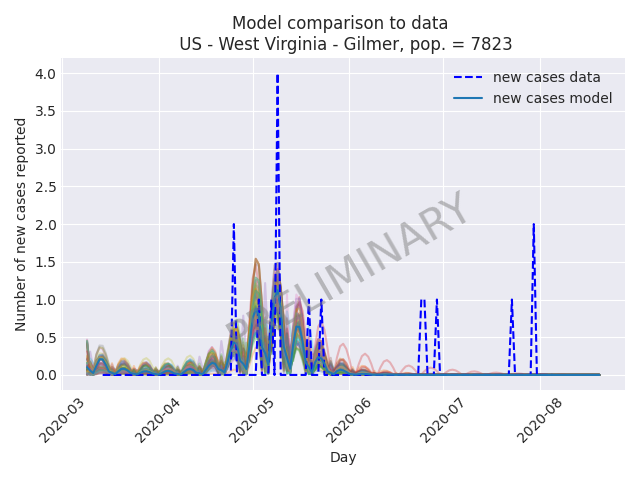 Model comparison to data
US - West Virginia - Gilmer, pop. = 7823
new cases data
new cases model
PRELIMINARY
Number of new cases reported
4.0
3.5
3.0
2.5
2.0
1.5
1.0
0.5
0.0
2020-03
2020-04
2020-05
2020-06
2020-07
2020-08
Day